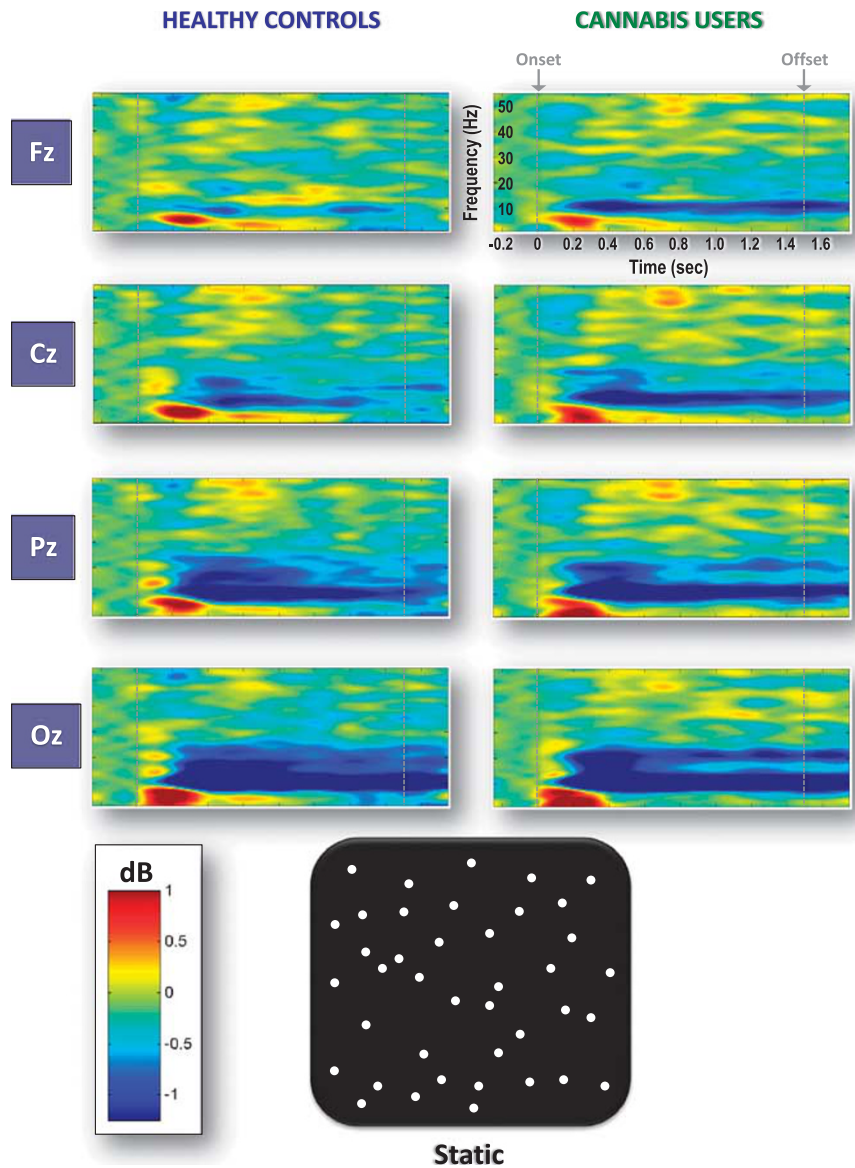 HEALTHY CONTROLS CANNABIS USERS
Onset Offset
Fz
Frequency (Hz)
50
40
30
20
10
-0.2 0 0.2 0.4 0.6 0.8 1.0 1.2 1.4 1.6
Time (sec)
Cz
Pz
Oz
dB
1
0.5
0
-0.5
-1
Static